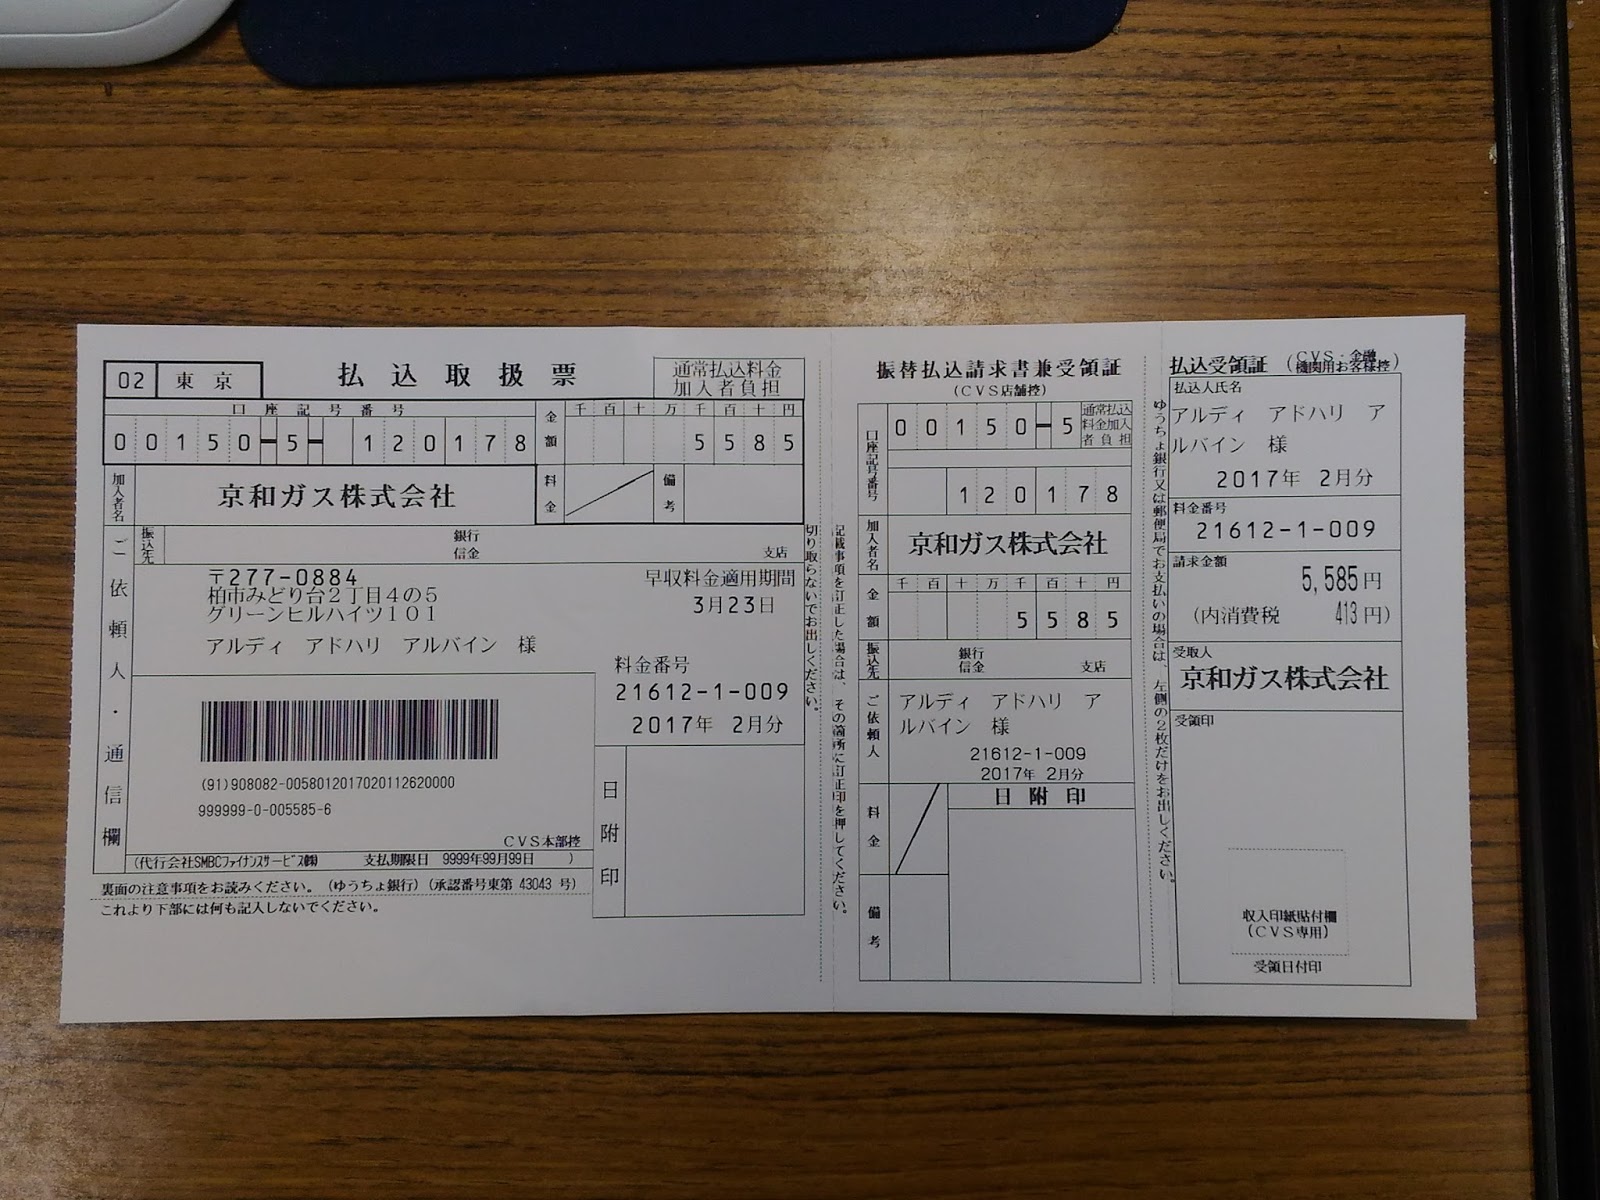 02 東京
払込取扱票
通常払込料金
加入者負担
口座記号番号
00150-5-120178
金額
千百十万千百十円
5585
加入者名
京和ガス株式会社
料金
備考
振込先
銀行
信金
支店
ご依頼人・通信欄
〒277-0884
柏市みどり台2丁目4の5
グリーンヒルハイツ101
アルディ アドハリ アルバイン 様
早収料金適用期間
3月23日
料金番号
21612-1-009
2017年 2月分
(91)908082-0058012017020112620000
999999-0-005585-6
CVS本部控
(代行会社SMBCファイナンスサービス㈱ 支払期限日 9999年99月99日 )
裏面の注意事項をお読みください。(ゆうちょ銀行)(承認番号東第 43043 号)
これより下部には何も記入しないでください。
日附印
切り取らないでお出しください。
記載事項を訂正した場合は、その箇所に訂正印を押してください。
振替払込請求書兼受領証
(CVS店舗控)
口座記号番号
00150-5
通常払込
料金加入
者負担
120178
加入者名
京和ガス株式会社
金額
千百十万千百十円
5585
振込先
銀行
信金
支店
ご依頼人
アルディ アドハリ ア
ルバイン 様
21612-1-009
2017年 2月分
料金
日附印
備考
ゆうちょ銀行又は郵便局でお支払いの場合は、左側の2枚だけをお出しください。
払込受領証
(CVS・金融
機関用お客様控)
払込人氏名
アルディ アドハリ ア
ルバイン 様
2017年 2月分
料金番号
21612-1-009
請求金額
5,585円
(内消費税 413円)
受取人
京和ガス株式会社
受領印
収入印紙貼付欄
(CVS専用)
受領日付印